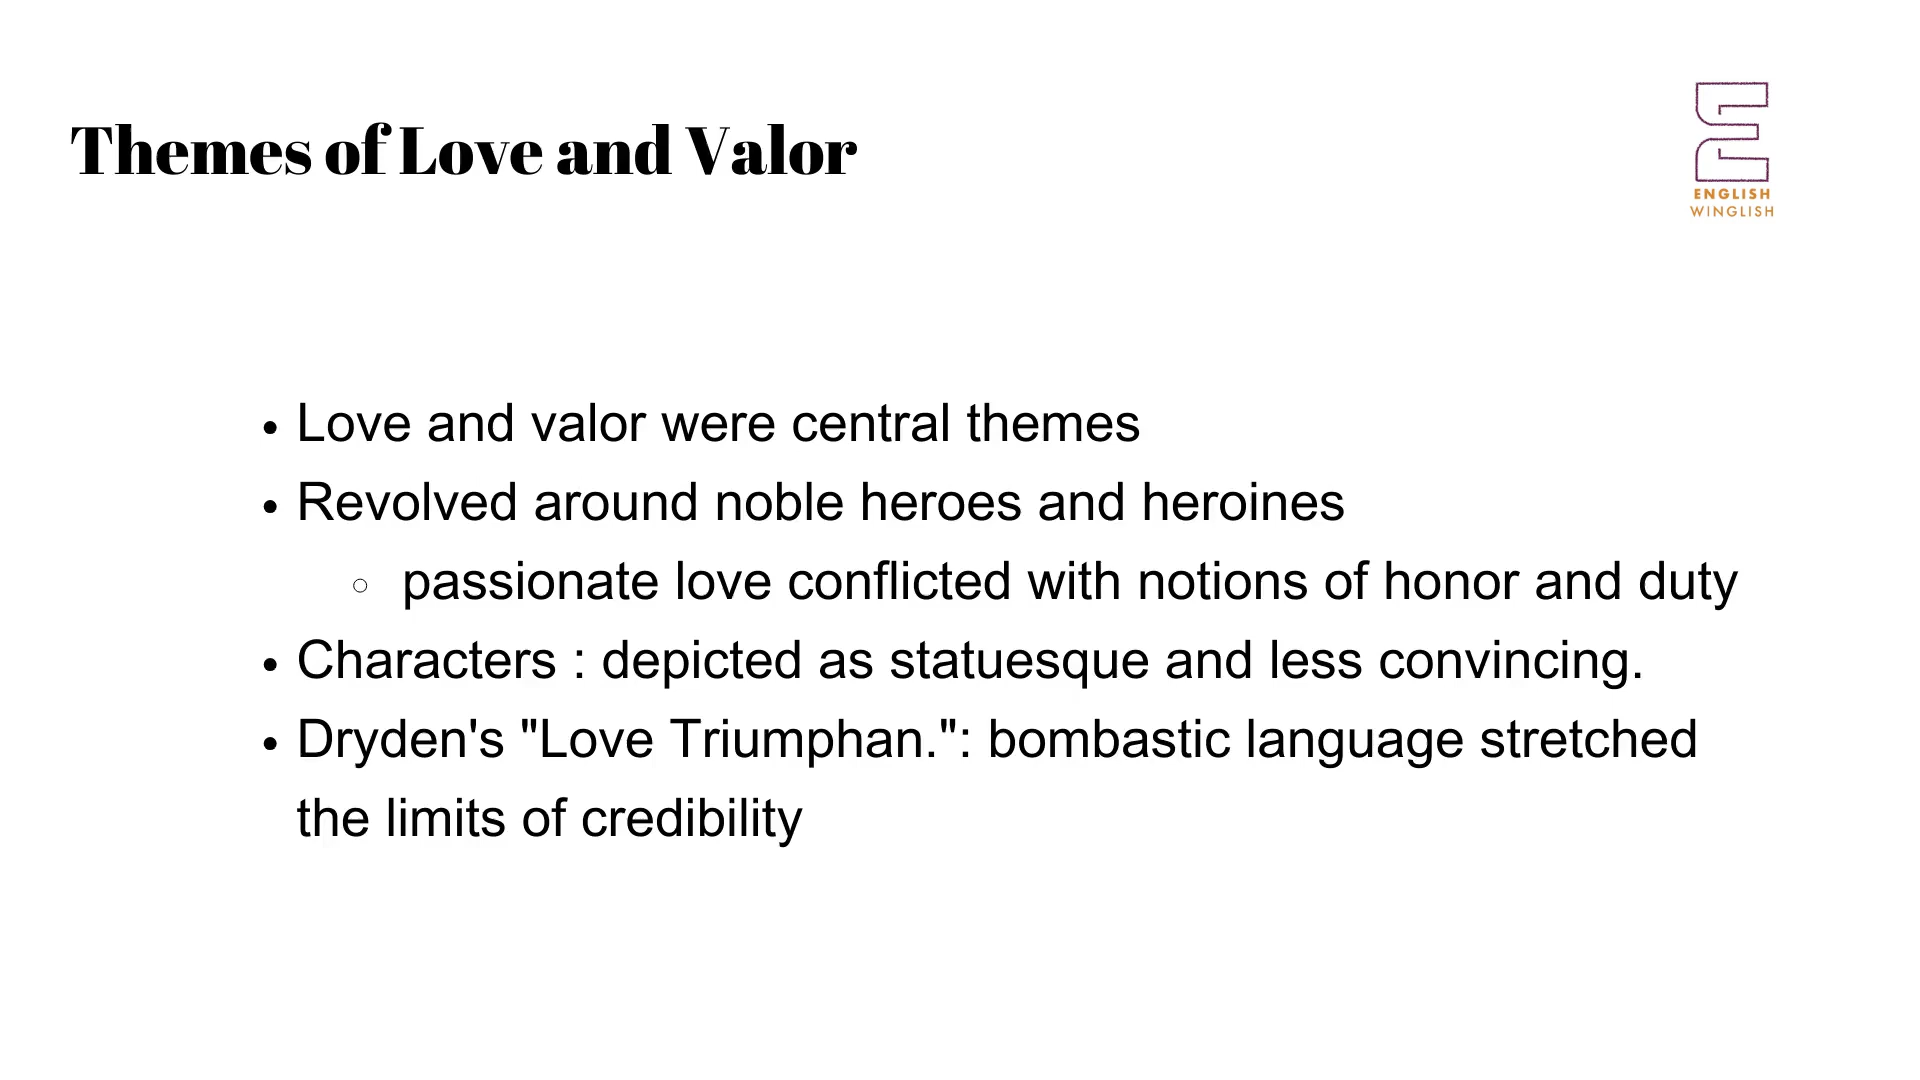 Themes of Love and Valor
ENGLISH
WINGLISH
• Love and valor were central themes
• Revolved around noble heroes and heroines
◦ passionate love conflicted with notions of honor and duty
• Characters : depicted as statuesque and less convincing.
• Dryden's "Love Triumphan.": bombastic language stretched
the limits of credibility